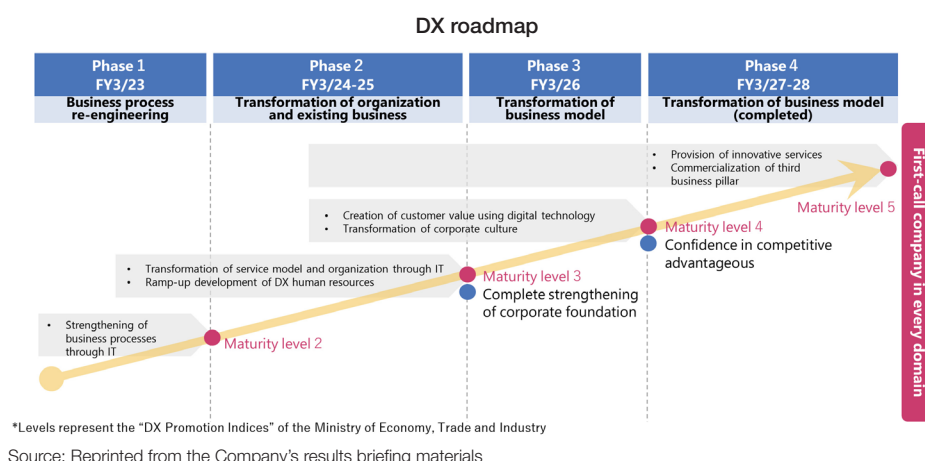 DX roadmap
Phase 1
FY3/23
Business process
re-engineering
Phase 2
FY3/24-25
Transformation of organization
and existing business
Phase 3
FY3/26
Transformation of
business model
Phase 4
FY3/27-28
Transformation of business model
(completed)
• Provision of innovative services
• Commercialization of third
business pillar
Maturity level 5
• Creation of customer value using digital technology
• Transformation of corporate culture
Maturity level 4
Confidence in competitive
advantageous
• Transformation of service model and organization through IT
• Ramp-up development of DX human resources
Maturity level 3
Complete strengthening
of corporate foundation
• Strengthening of
business processes
through IT
Maturity level 2
First-call company in every domain
*Levels represent the “DX Promotion Indices” of the Ministry of Economy, Trade and Industry
Source: Reprinted from the Company’s results briefing materials